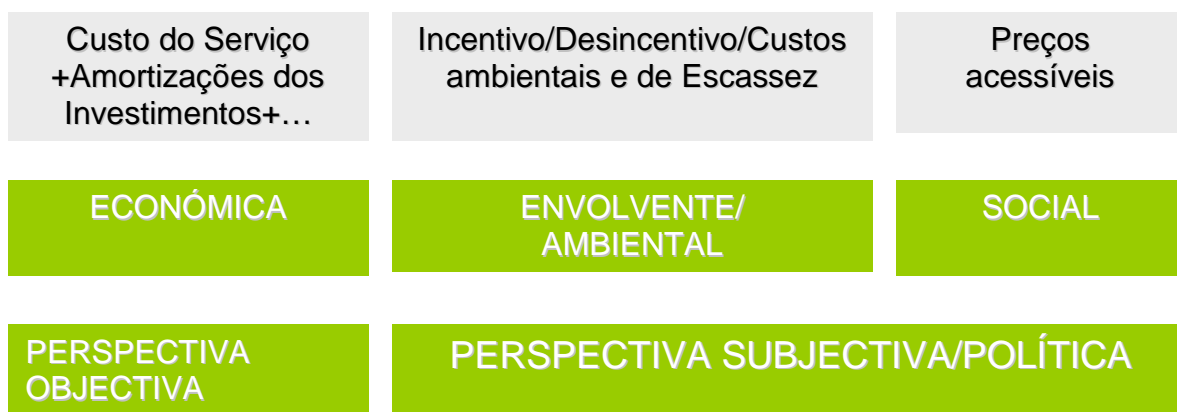 Custo do Serviço
+Amortizações dos
Investimentos+…
Incentivo/Desincentivo/Custos
ambientais e de Escassez
Preços
acessíveis
ECONÓMICA
ENVOLVENTE/
AMBIENTAL
SOCIAL
PERSPECTIVA
OBJECTIVA
PERSPECTIVA SUBJECTIVA/POLÍTICA